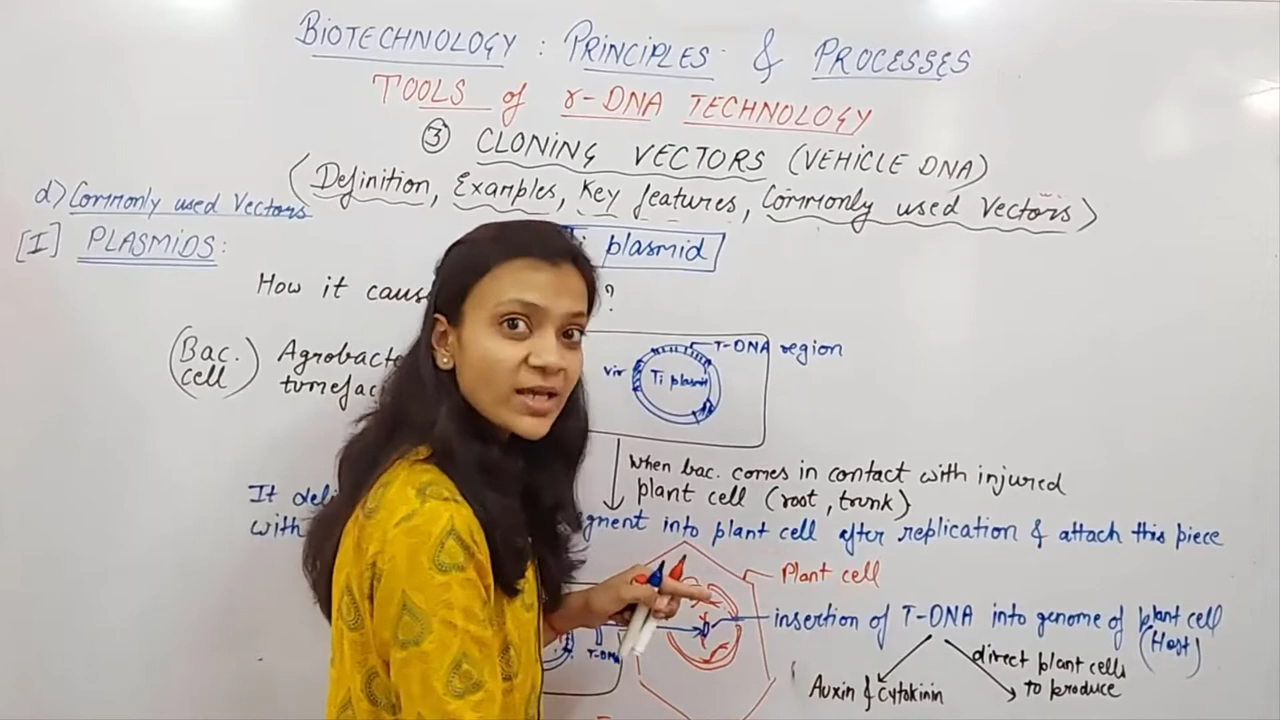 BIOTECHNOLOGY : PRINCIPLES & PROCESSES
TOOLS of r-DNA TECHNOLOGY
③ CLONING VECTORS (VEHICLE DNA)
(Definition, Examples, Key features, Commonly used Vectors)
d) Commonly used Vectors
[I] PLASMIDS:
Ti plasmid
How it caus ?
(Bac. cell)
Agrobacte
tumefac
T-DNA region
vir
Ti plasmid
when bac. comes in contact with injured
plant cell (root, trunk)
It deli
with gment into plant cell after replication & attach this piece
Plant cell
T-DNA
insertion of T-DNA into genome of plant cell
(Host)
Auxin & Cytokinin
direct plant cells
to produce